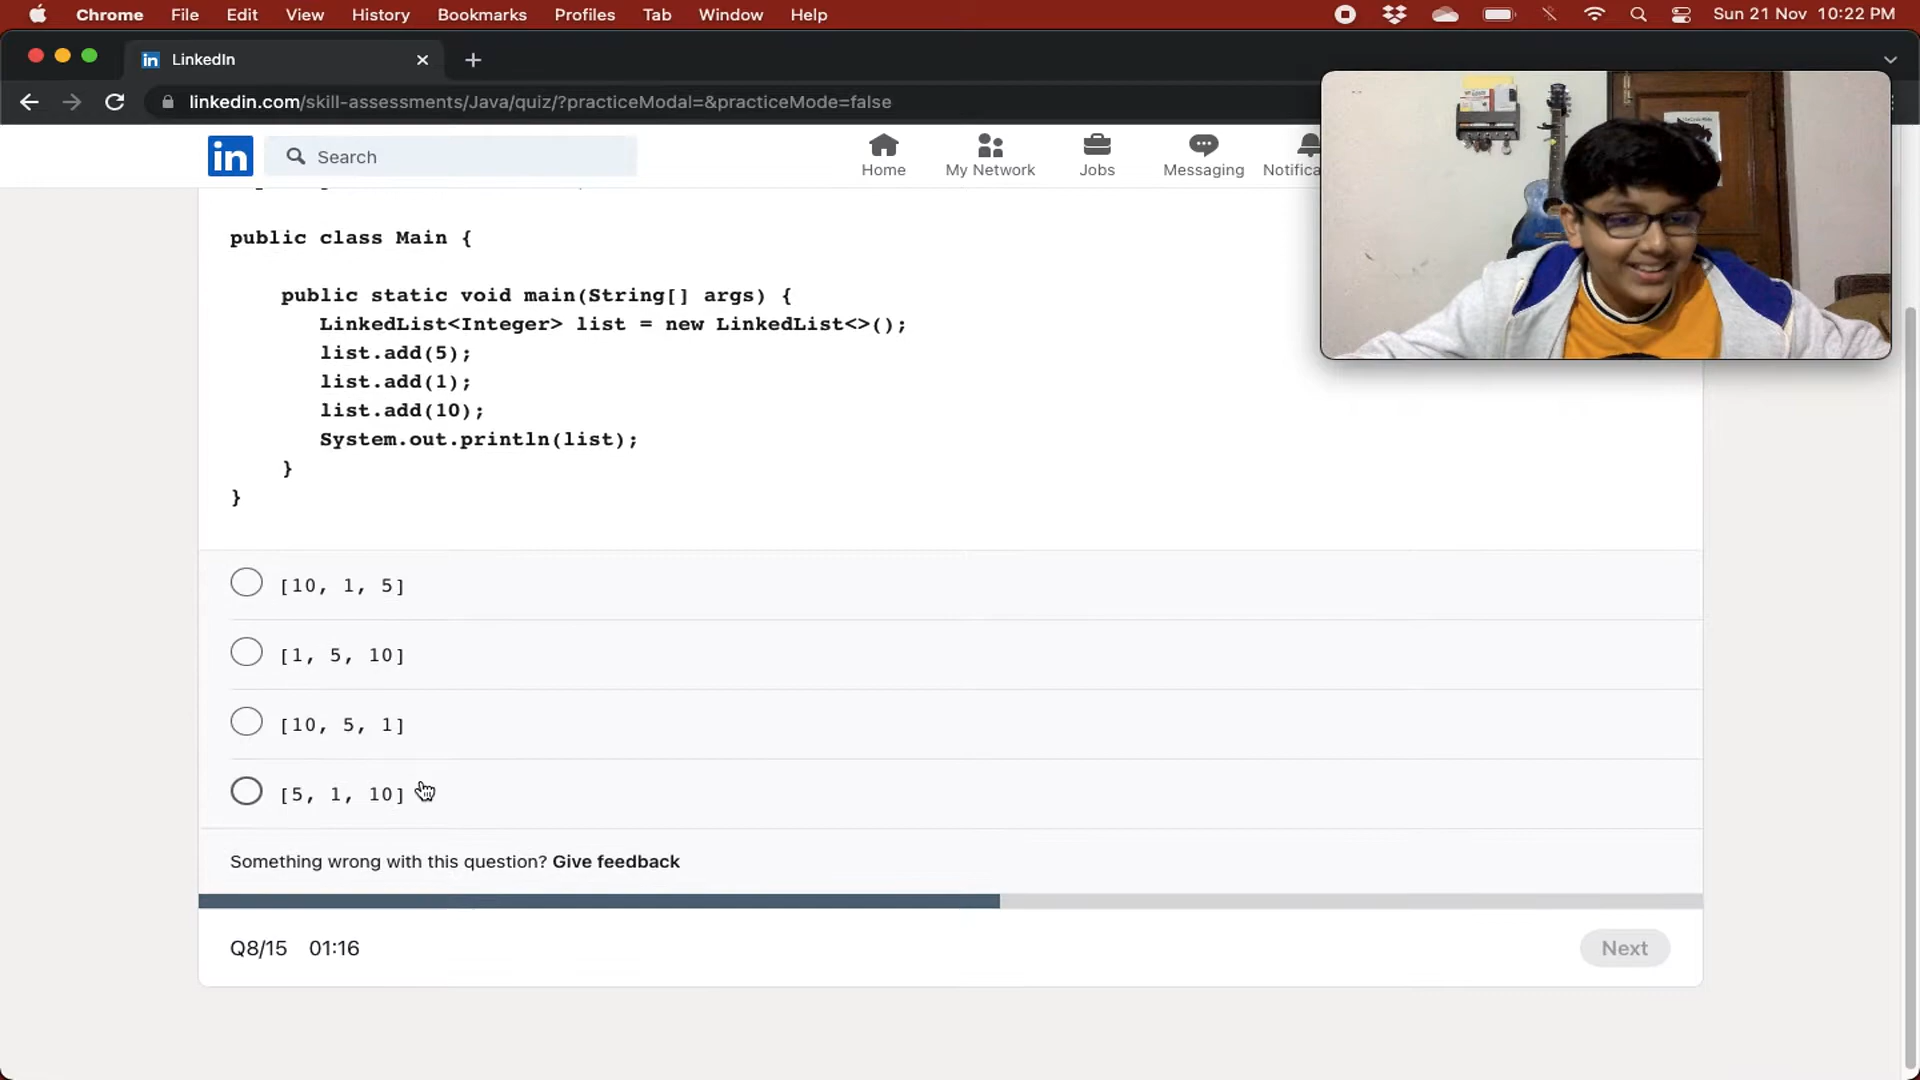 Chrome File Edit View History Bookmarks Profiles Tab Window Help
Sun 21 Nov 10:22 PM
in LinkedIn
linkedin.com/skill-assessments/Java/quiz/?practiceModal=&practiceMode=false
in Search
Home My Network Jobs Messaging Notifica
public class Main {
public static void main(String[] args) {
LinkedList<Integer> list = new LinkedList<>();
list.add(5);
list.add(1);
list.add(10);
System.out.println(list);
}
}
[10, 1, 5]
[1, 5, 10]
[10, 5, 1]
[5, 1, 10]
Something wrong with this question? Give feedback
Q8/15 01:16
Next